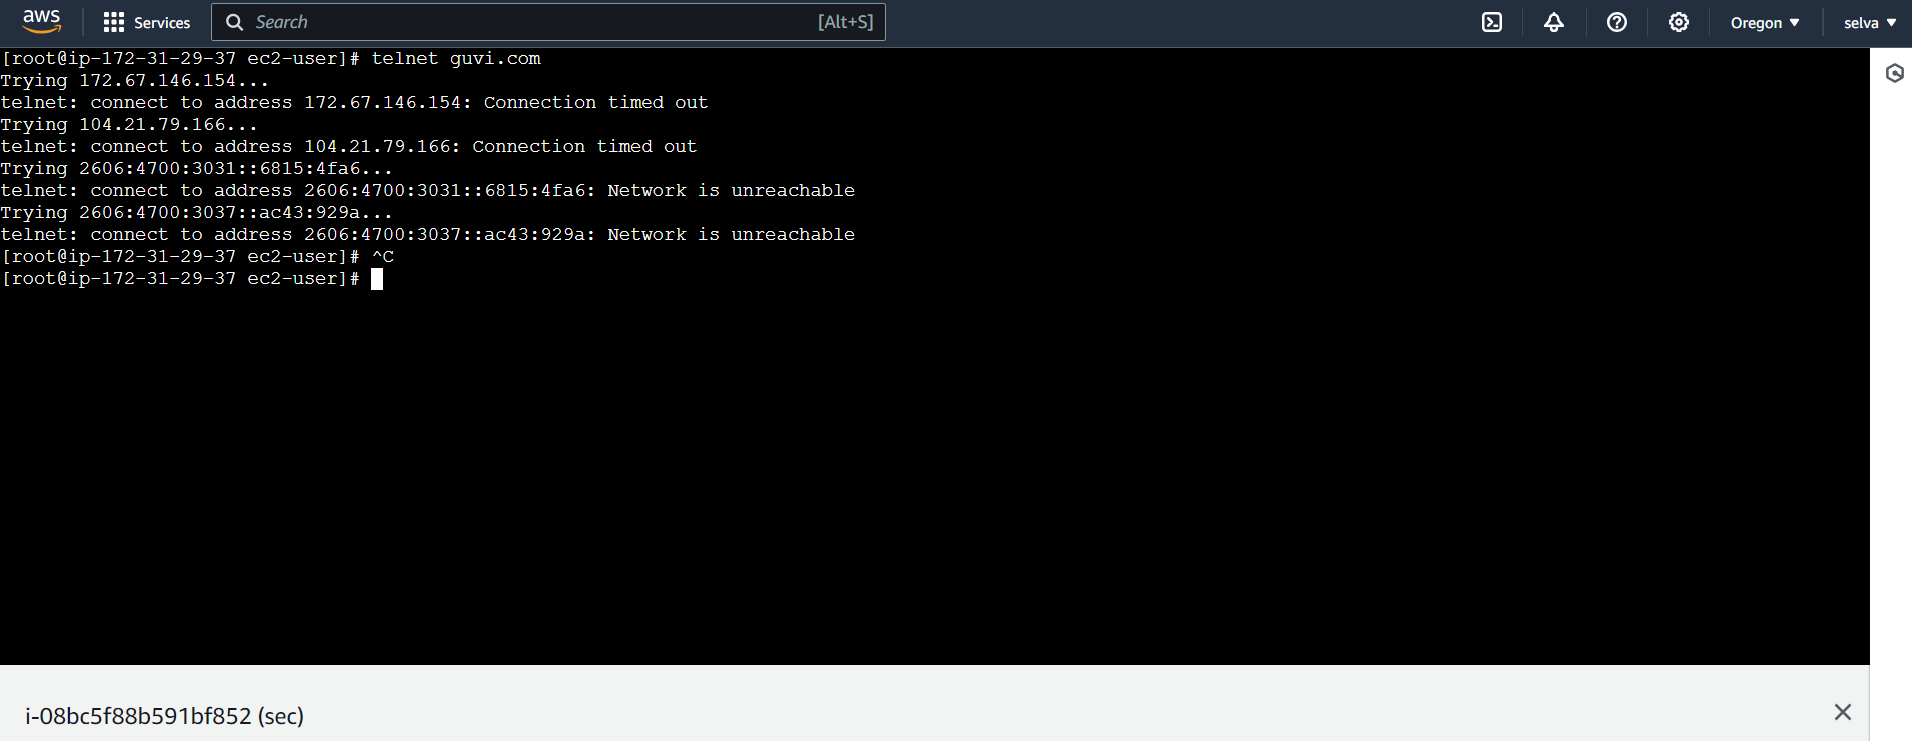 aws Services Search [Alt+S] Oregon selva
[root@ip-172-31-29-37 ec2-user]# telnet guvi.com
Trying 172.67.146.154...
telnet: connect to address 172.67.146.154: Connection timed out
Trying 104.21.79.166...
telnet: connect to address 104.21.79.166: Connection timed out
Trying 2606:4700:3031::6815:4fa6...
telnet: connect to address 2606:4700:3031::6815:4fa6: Network is unreachable
Trying 2606:4700:3037::ac43:929a...
telnet: connect to address 2606:4700:3037::ac43:929a: Network is unreachable
[root@ip-172-31-29-37 ec2-user]# ^C
[root@ip-172-31-29-37 ec2-user]#
i-08bc5f88b591bf852 (sec)